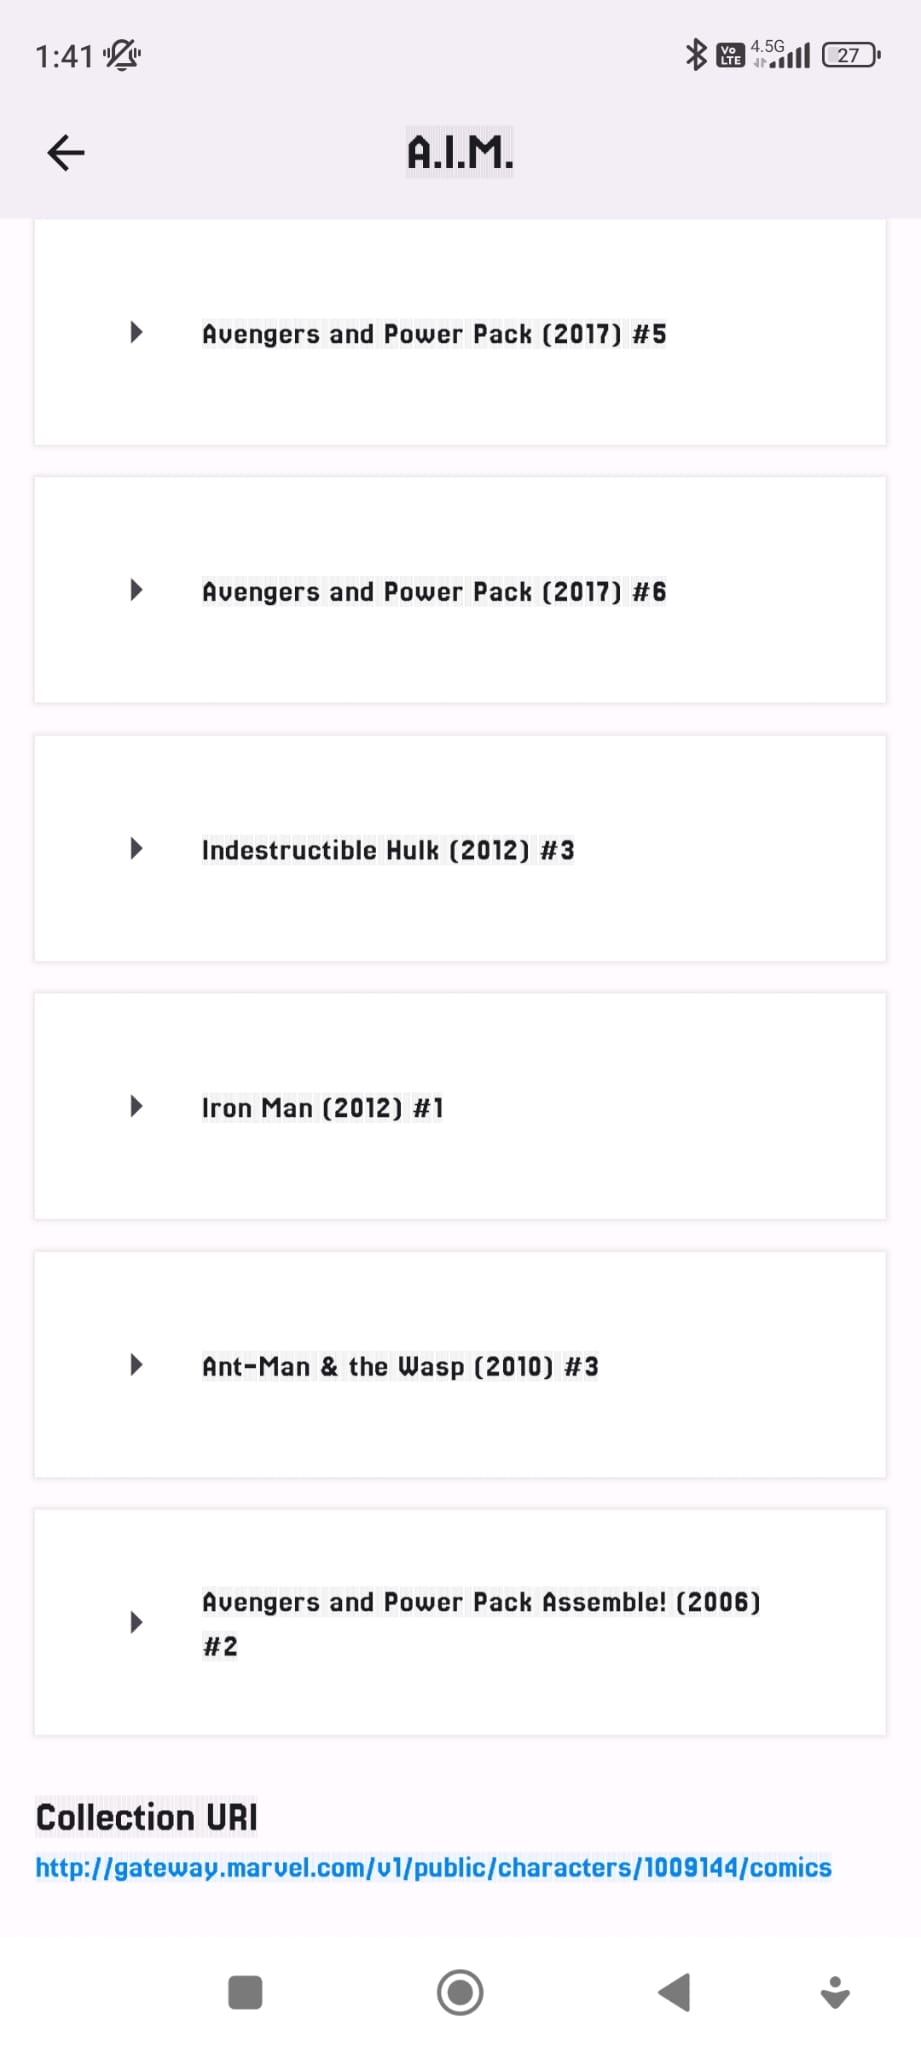 1:41
Vo LTE 4.5G 27
A.I.M.
Avengers and Power Pack (2017) #5
Avengers and Power Pack (2017) #6
Indestructible Hulk (2012) #3
Iron Man (2012) #1
Ant-Man & the Wasp (2010) #3
Avengers and Power Pack Assemble! (2006)
#2
Collection URI
http://gateway.marvel.com/v1/public/characters/1009144/comics